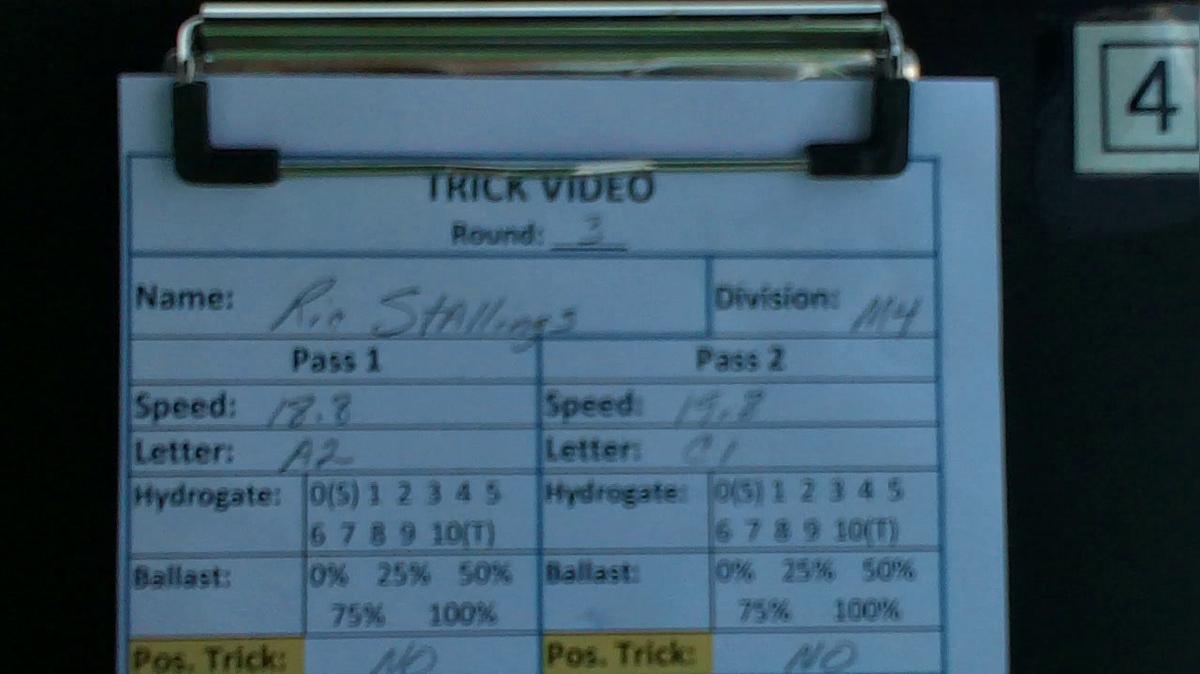 4
TRICK VIDEO
Round: 3
Name: Ric Stallings
Division: M4
Pass 1
Pass 2
Speed: 18.8
Speed: 19.8
Letter: A2
Letter: C1
Hydrogate: 0(S) 1 2 3 4 5
6 7 8 9 10(T)
Hydrogate: 0(S) 1 2 3 4 5
6 7 8 9 10(T)
Ballast: 0% 25% 50%
75% 100%
Ballast: 0% 25% 50%
75% 100%
Pos. Trick: NO
Pos. Trick: NO